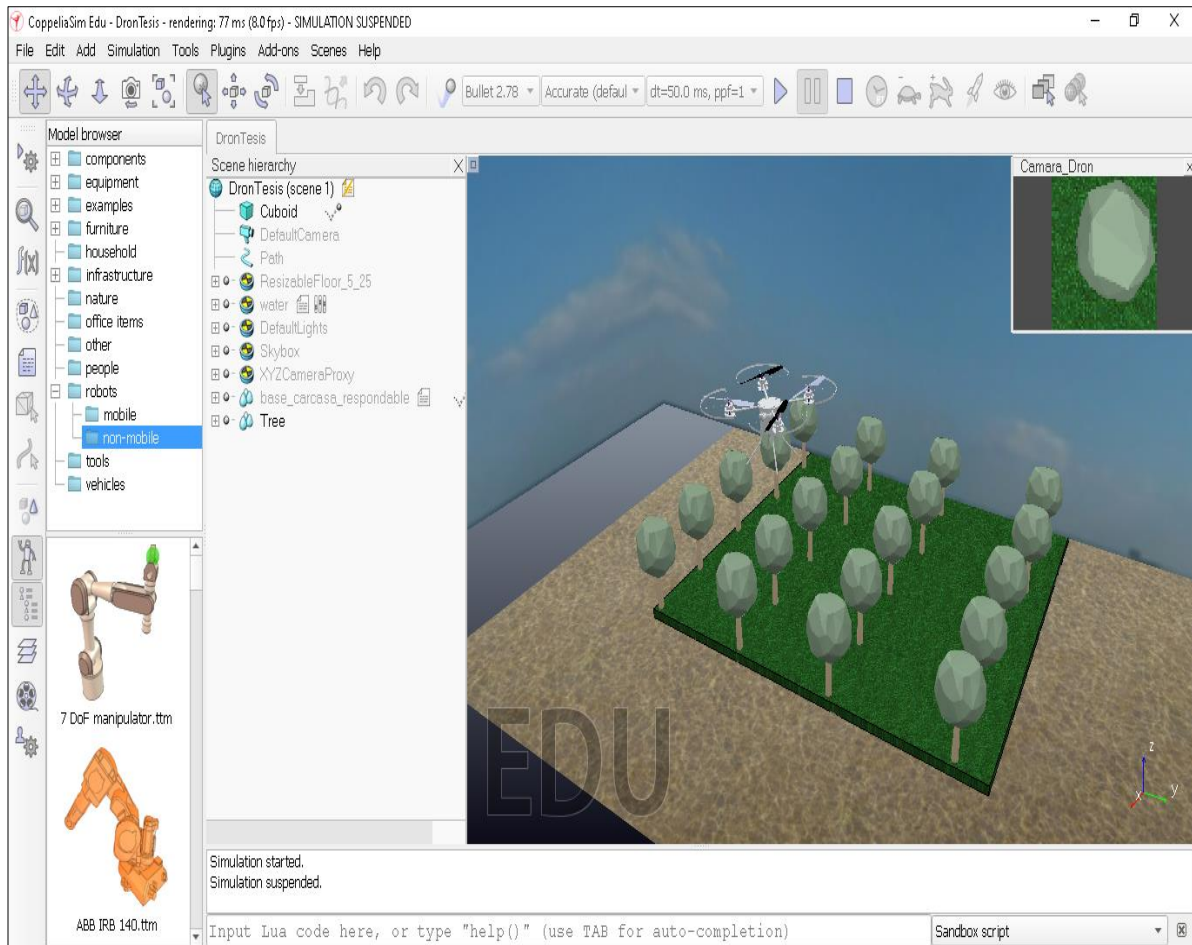 CoppeliaSim Edu - DronTesis - rendering: 77 ms (8.0 fps) - SIMULATION SUSPENDED
File Edit Add Simulation Tools Plugins Add-ons Scenes Help
Bullet 2.78 Accurate (defaul dt=50.0 ms, ppf=1
Model browser
components
equipment
examples
furniture
household
infrastructure
nature
office items
other
people
robots
mobile
non-mobile
tools
vehicles
7 DoF manipulator.ttm
ABB IRB 140.ttm
DronTesis
Scene hierarchy
DronTesis (scene 1)
Cuboid
DefaultCamera
Path
ResizableFloor_5_25
water
DefaultLights
Skybox
XYZCameraProxy
base_carcasa_respondable
Tree
Camara_Dron
EDU
z
x
y
Simulation started.
Simulation suspended.
Input Lua code here, or type "help()" (use TAB for auto-completion)
Sandbox script
f(x)